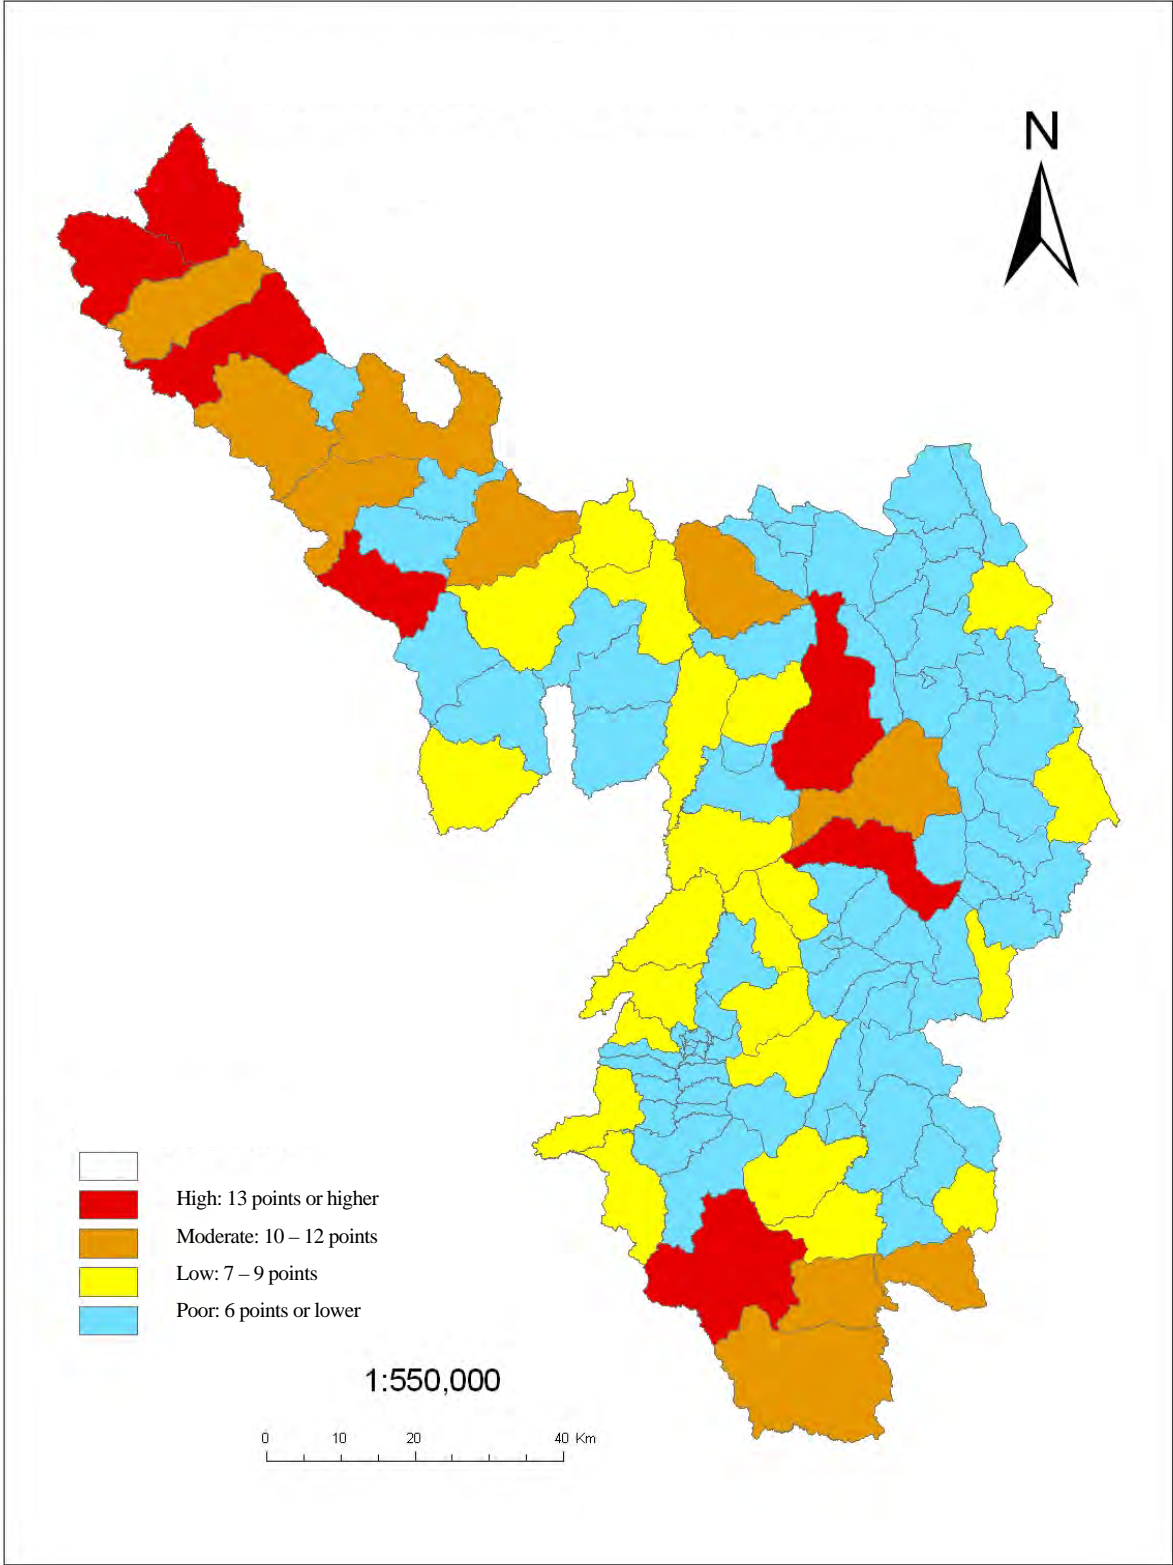 N
High: 13 points or higher
Moderate: 10 – 12 points
Low: 7 – 9 points
Poor: 6 points or lower
1:550,000
0 10 20 40 Km